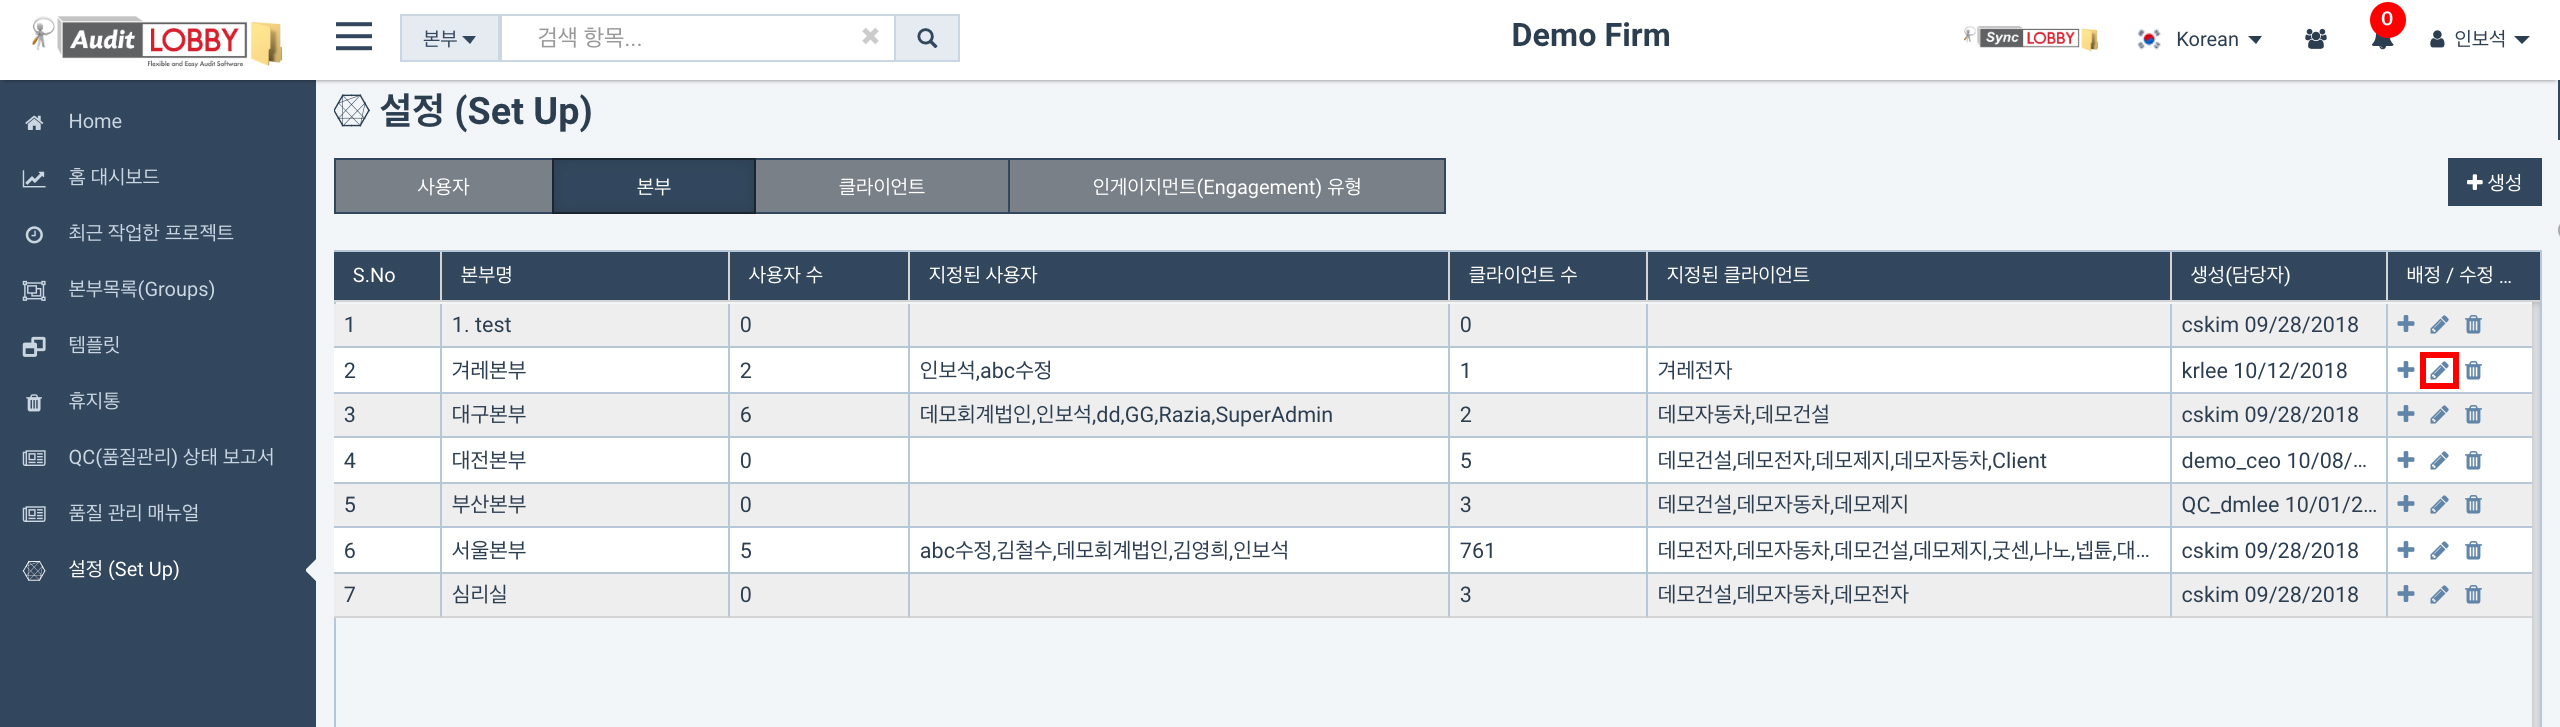 Audit LOBBY
Flexible and Easy Audit Software
본부
검색 항목...
Demo Firm
Sync LOBBY
Korean
0
인보석
Home
홈 대시보드
최근 작업한 프로젝트
본부목록(Groups)
템플릿
휴지통
QC(품질관리) 상태 보고서
품질 관리 매뉴얼
설정 (Set Up)
설정 (Set Up)
사용자 본부 클라이언트 인게이지먼트(Engagement) 유형
생성
S.No 본부명 사용자 수 지정된 사용자 클라이언트 수 지정된 클라이언트 생성(담당자) 배정 / 수정 ...
1 1. test 0 0 cskim 09/28/2018
2 겨레본부 2 인보석,abc수정 1 겨레전자 krlee 10/12/2018
3 대구본부 6 데모회계법인,인보석,dd,GG,Razia,SuperAdmin 2 데모자동차,데모건설 cskim 09/28/2018
4 대전본부 0 5 데모건설,데모전자,데모제지,데모자동차,Client demo_ceo 10/08/...
5 부산본부 0 3 데모건설,데모자동차,데모제지 QC_dmlee 10/01/2...
6 서울본부 5 abc수정,김철수,데모회계법인,김영희,인보석 761 데모전자,데모자동차,데모건설,데모제지,굿센,나노,넵튠,대... cskim 09/28/2018
7 심리실 0 3 데모건설,데모자동차,데모전자 cskim 09/28/2018